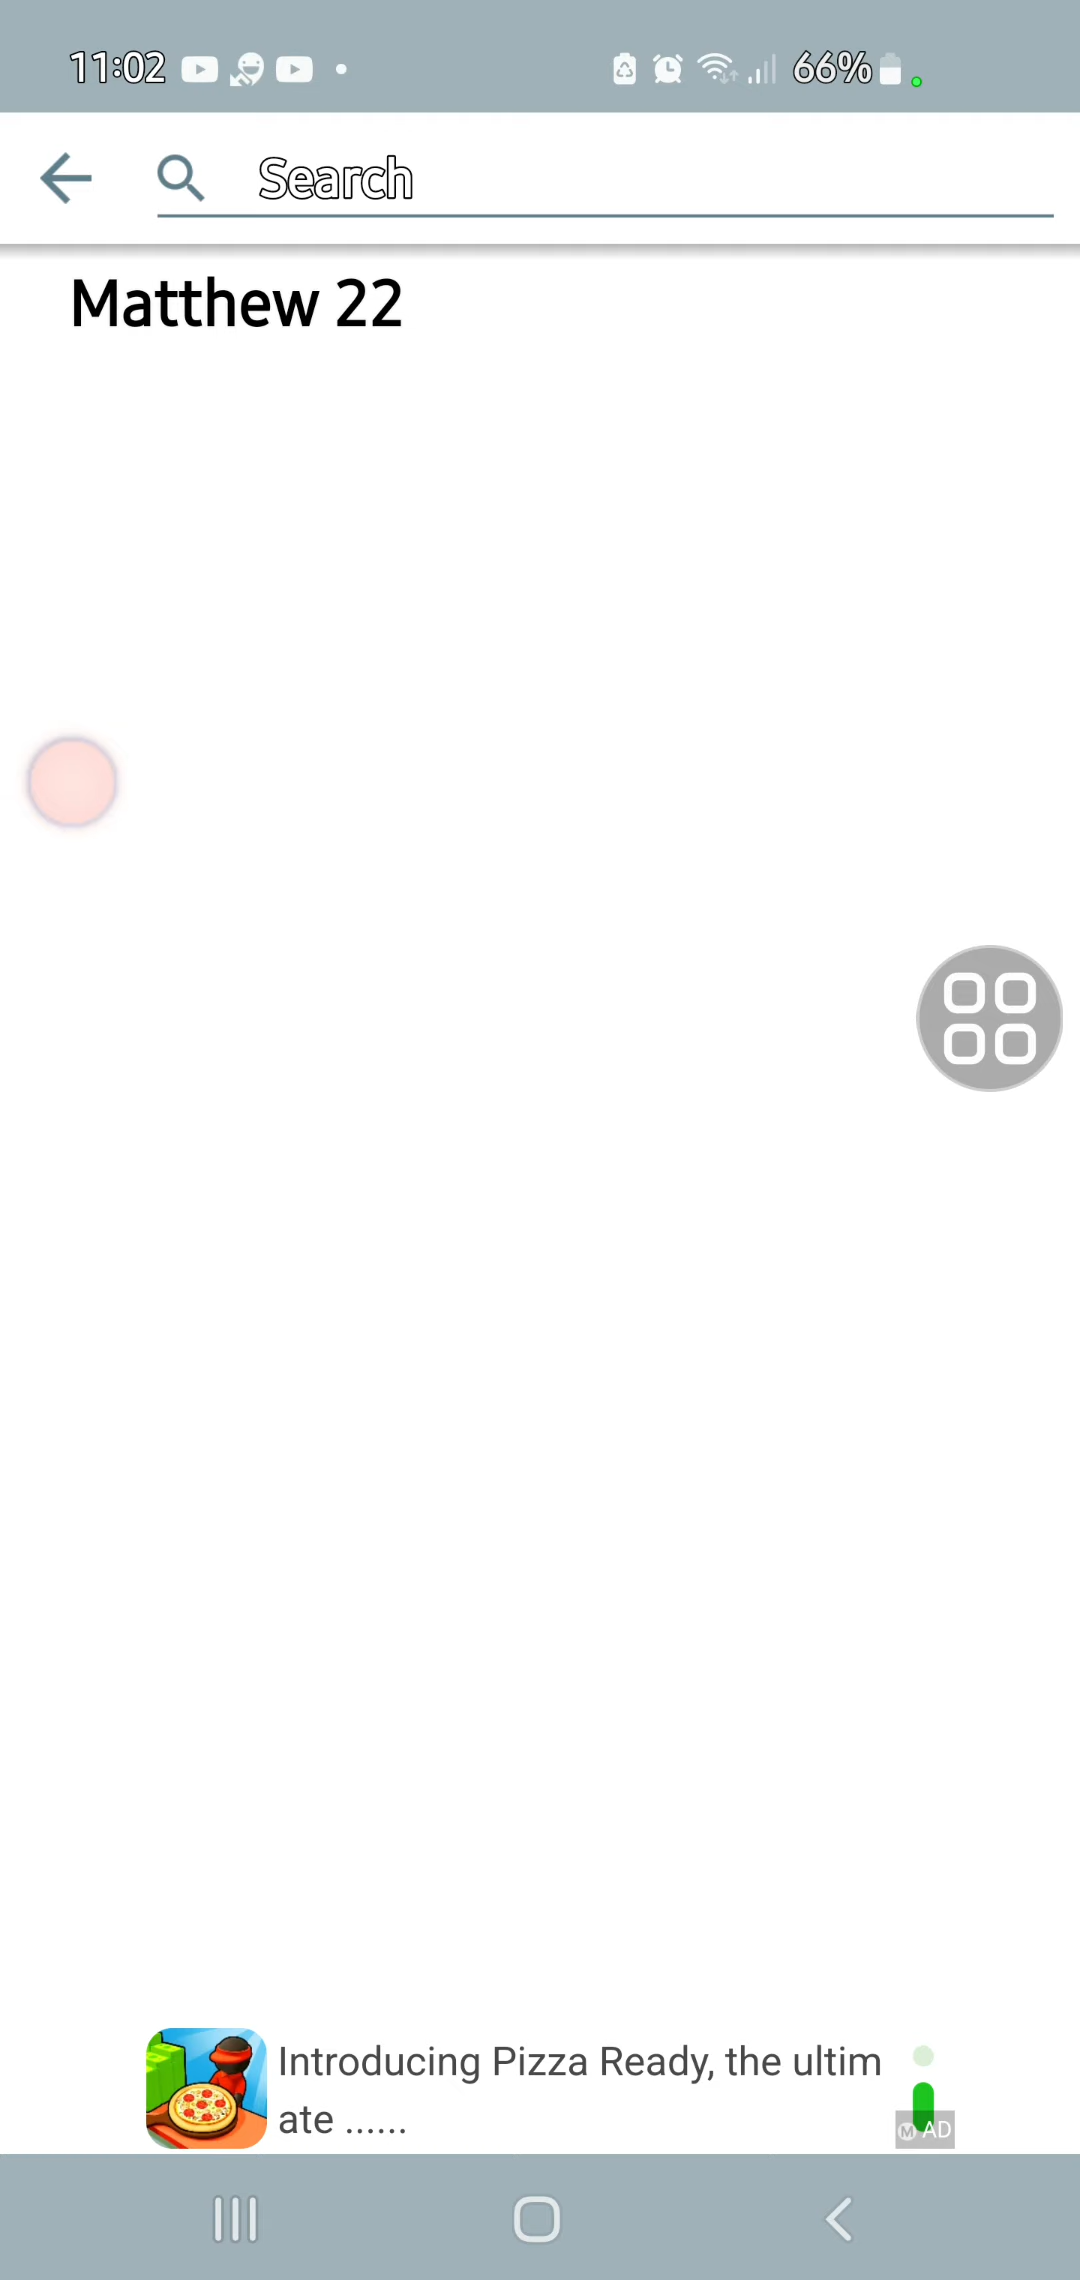 11:02 66%
Search
Matthew 22
Introducing Pizza Ready, the ultim
ate ......
M AD